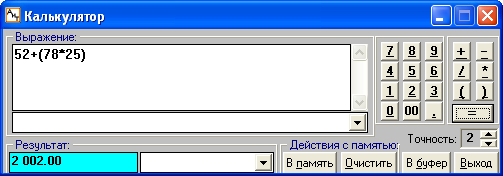 Калькулятор
Выражение:
52+(78*25)
7 8 9 + -
4 5 6 / *
1 2 3 ( )
0 00 . =
Точность: 2
Результат:
2 002.00
Действия с памятью:
В память Очистить В буфер Выход